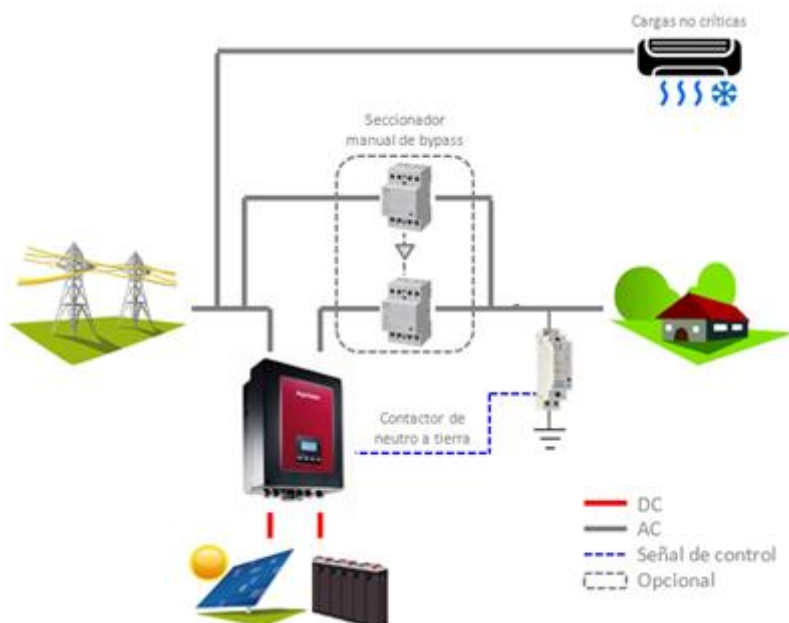 Cargas no críticas
Seccionador
manual de bypass
Contactor de
neutro a tierra
DC
AC
Señal de control
Opcional